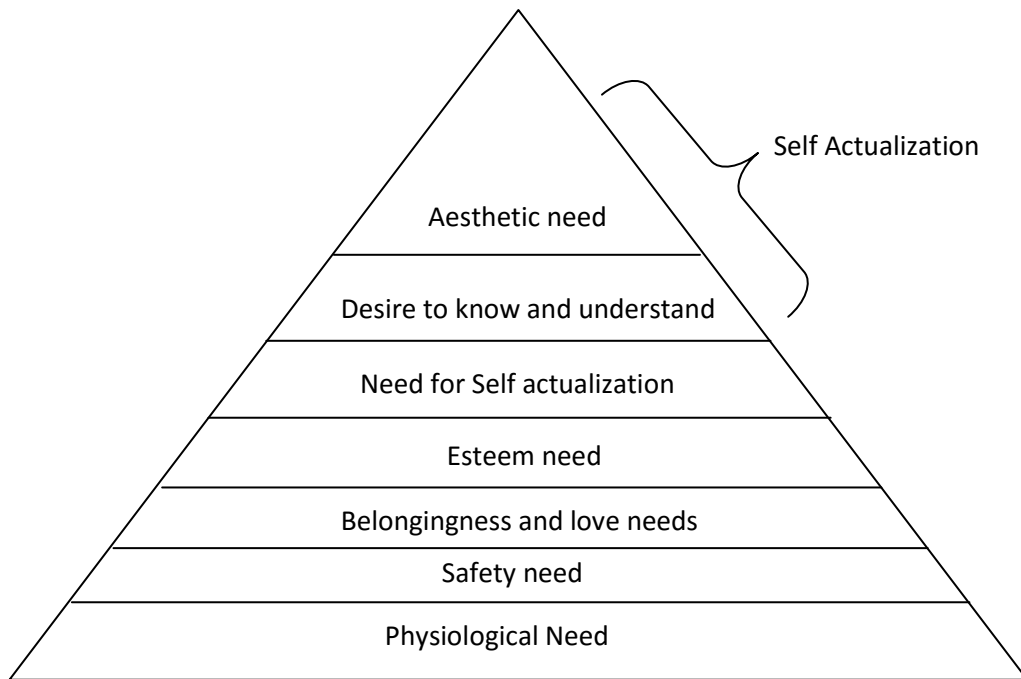 Self Actualization
Aesthetic need
Desire to know and understand
Need for Self actualization
Esteem need
Belongingness and love needs
Safety need
Physiological Need